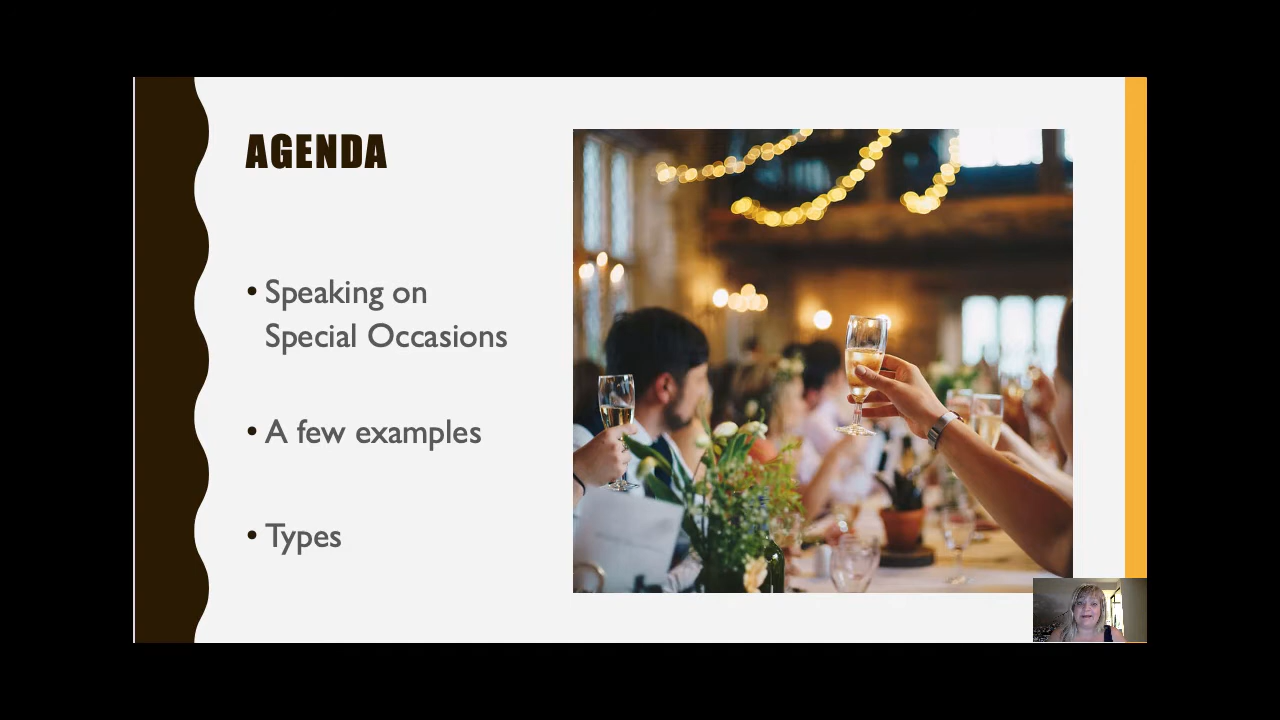 AGENDA
• Speaking on
Special Occasions
• A few examples
• Types